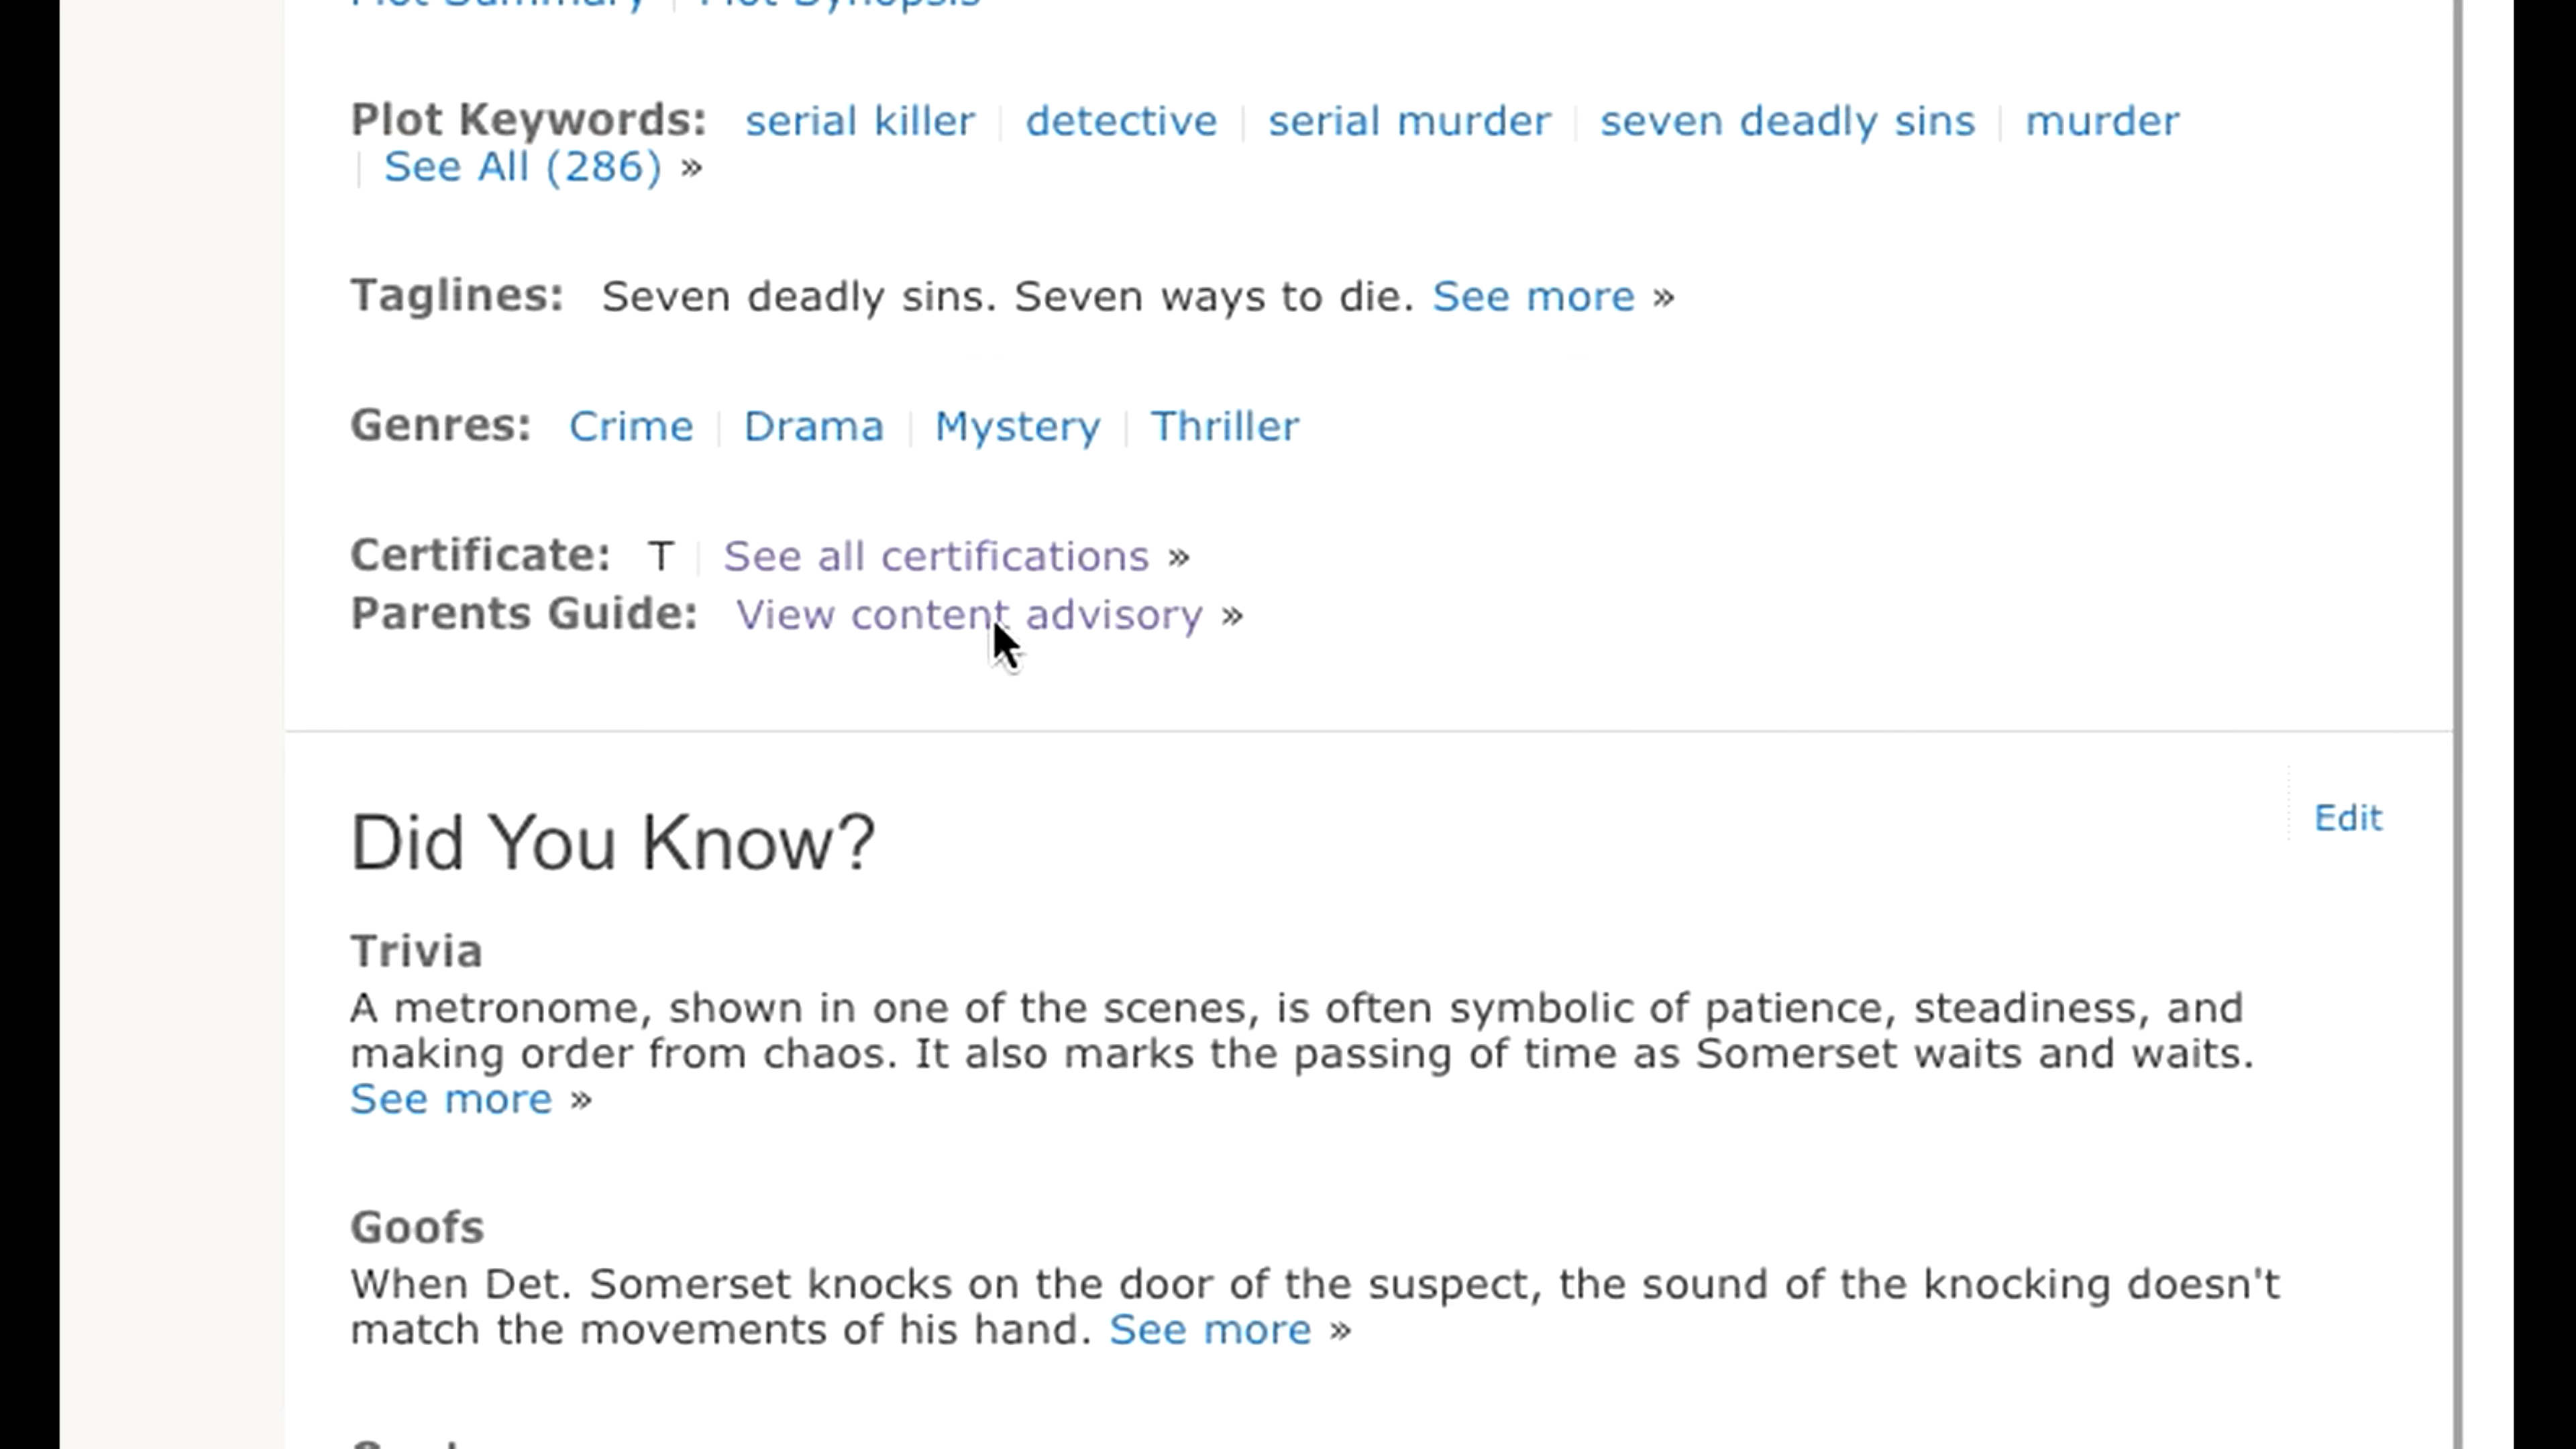 Plot Summary | Plot Synopsis
Plot Keywords: serial killer | detective | serial murder | seven deadly sins | murder
| See All (286) »
Taglines: Seven deadly sins. Seven ways to die. See more »
Genres: Crime | Drama | Mystery | Thriller
Certificate: T | See all certifications »
Parents Guide: View content advisory »
Did You Know?
Edit
Trivia
A metronome, shown in one of the scenes, is often symbolic of patience, steadiness, and
making order from chaos. It also marks the passing of time as Somerset waits and waits.
See more »
Goofs
When Det. Somerset knocks on the door of the suspect, the sound of the knocking doesn't
match the movements of his hand. See more »